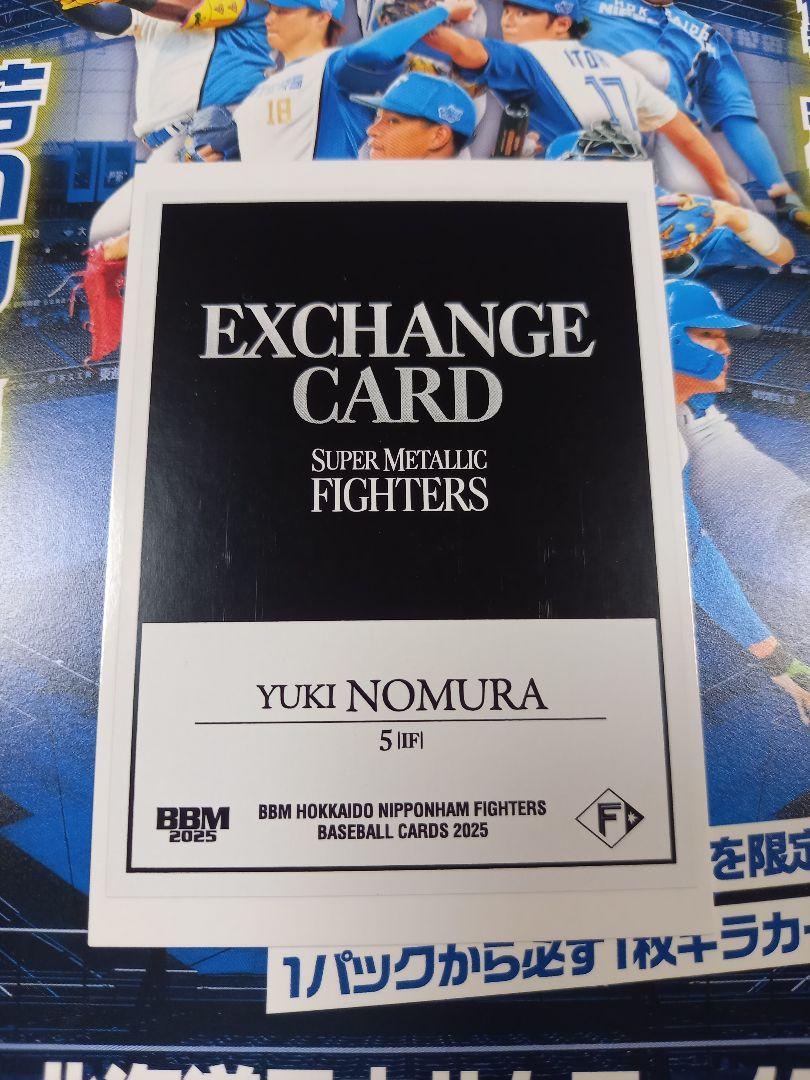 18
ITOH
17
EXCHANGE
CARD
SUPER METALLIC
FIGHTERS
YUKI NOMURA
5 |IF|
BBM
2025
BBM HOKKAIDO NIPPONHAM FIGHTERS
BASEBALL CARDS 2025
F
を限定
1パックから必ず1枚キラカー